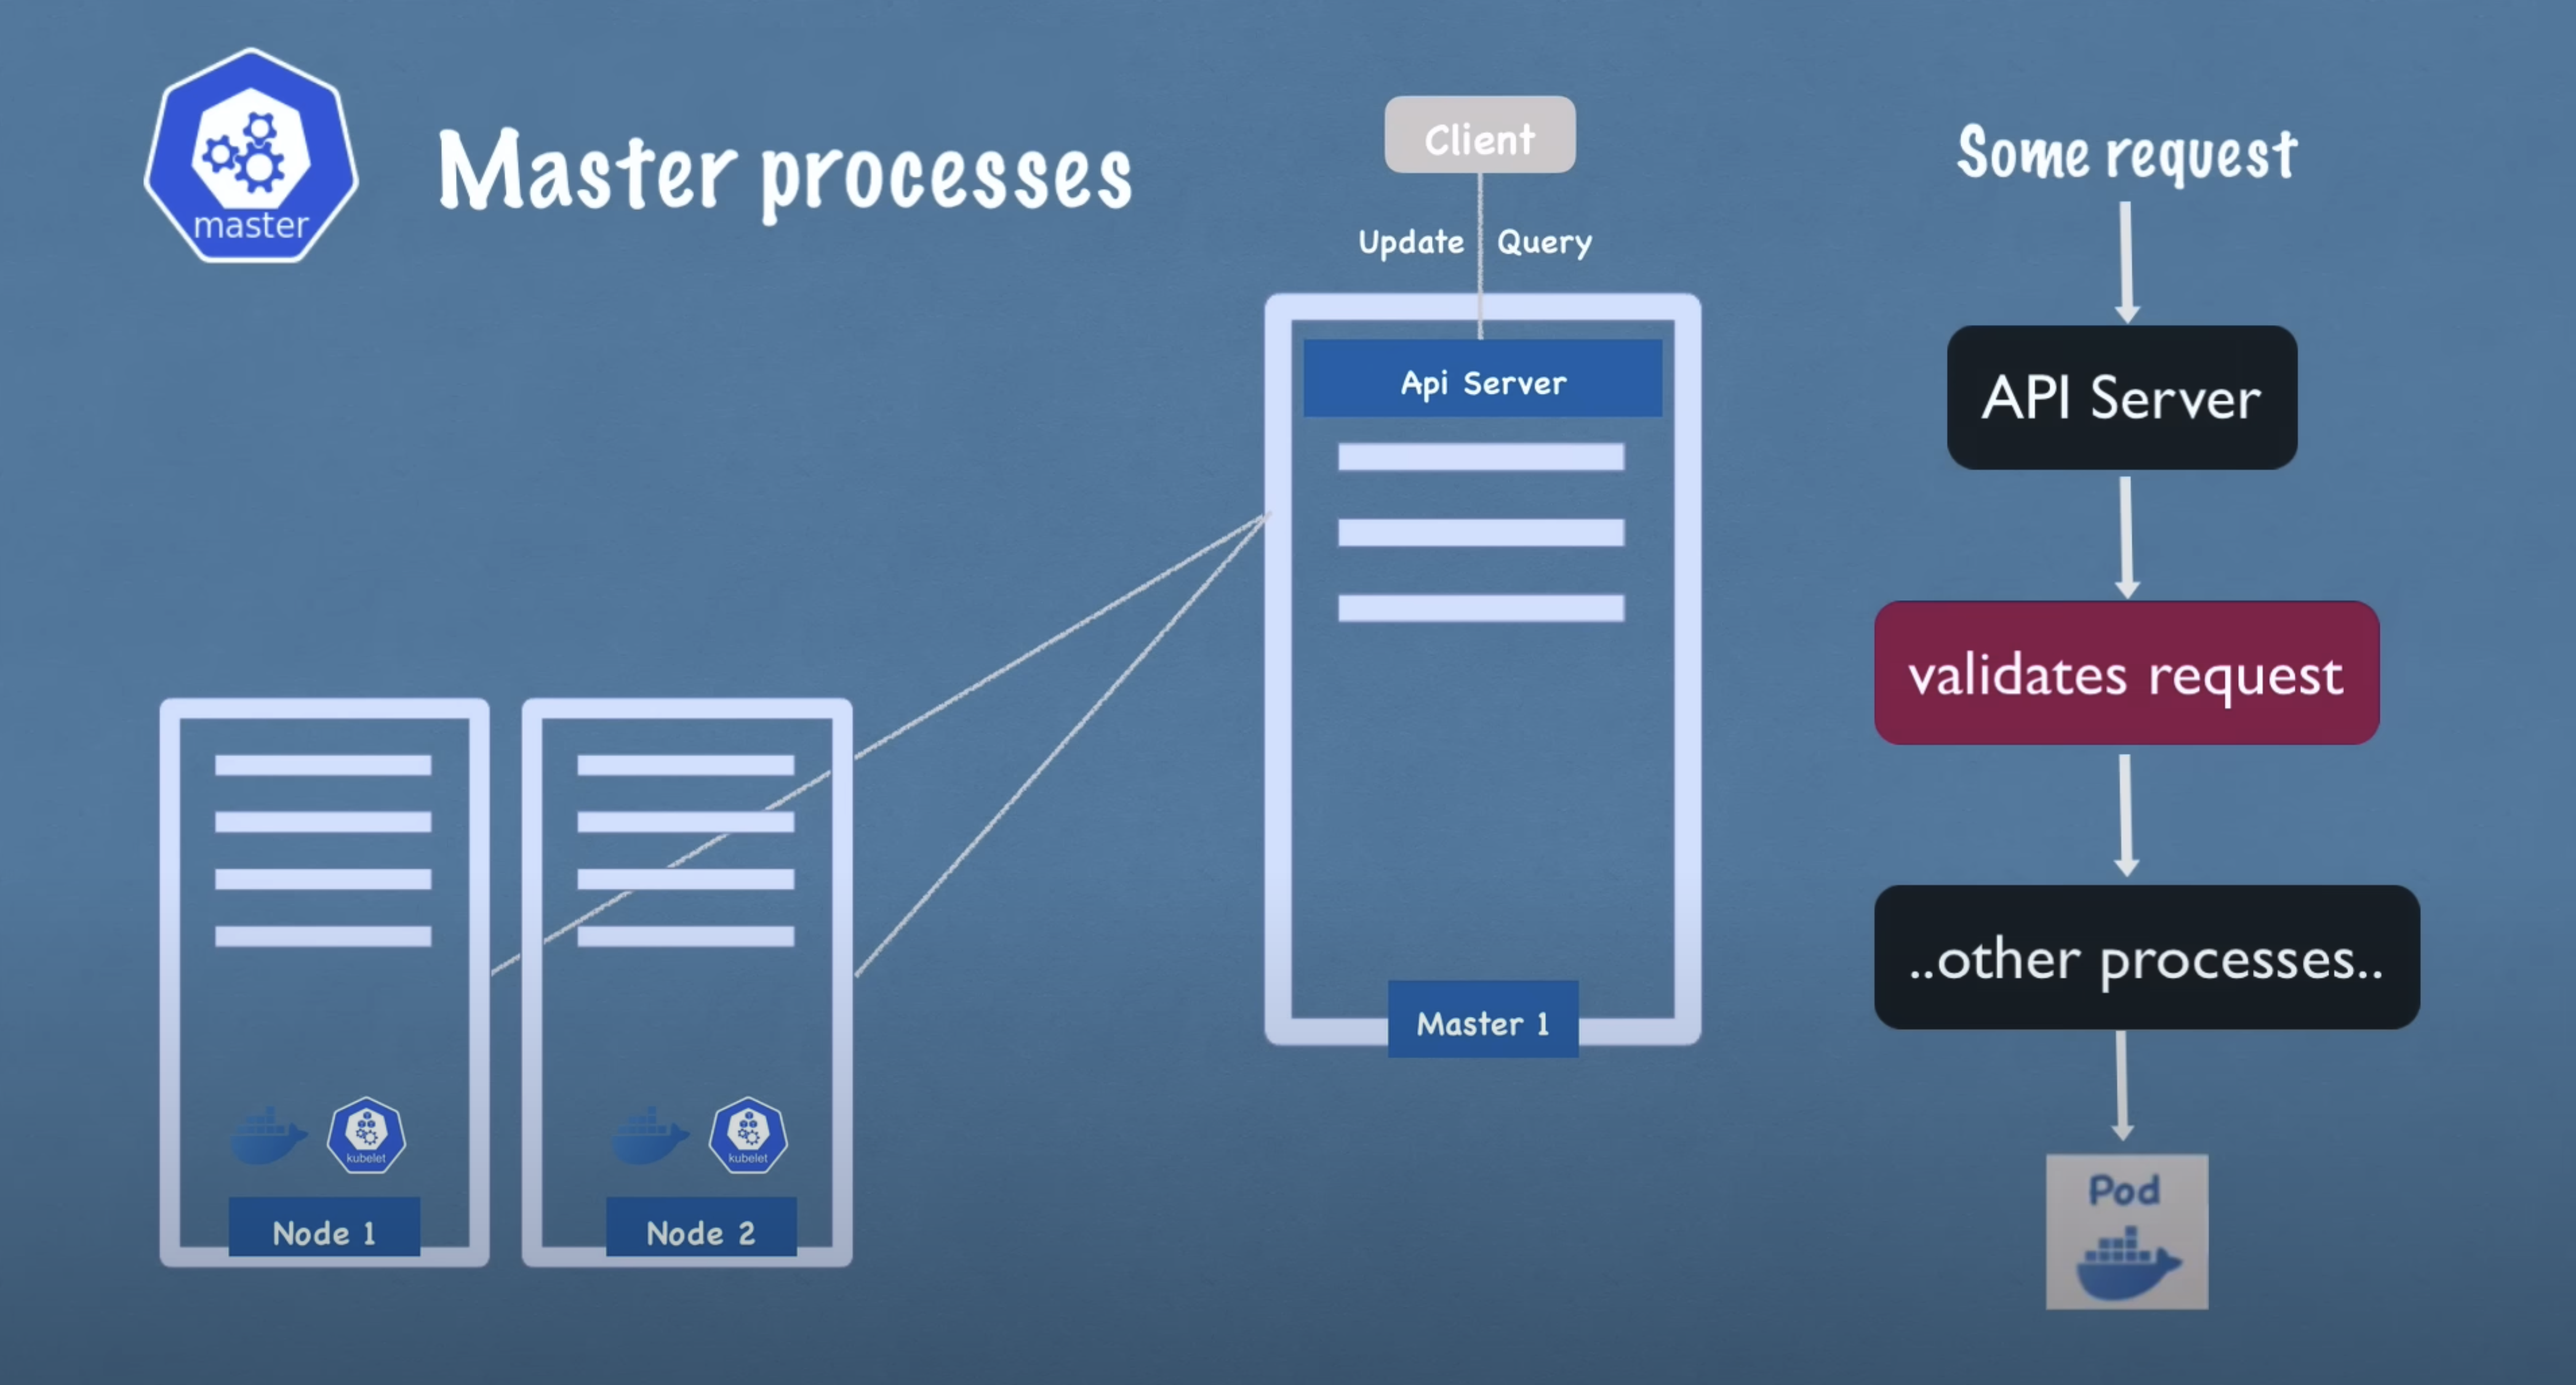 master
Master processes
Client
Update
Query
Api Server
Master 1
kubelet
Node 1
kubelet
Node 2
Some request
API Server
validates request
..other processes..
Pod